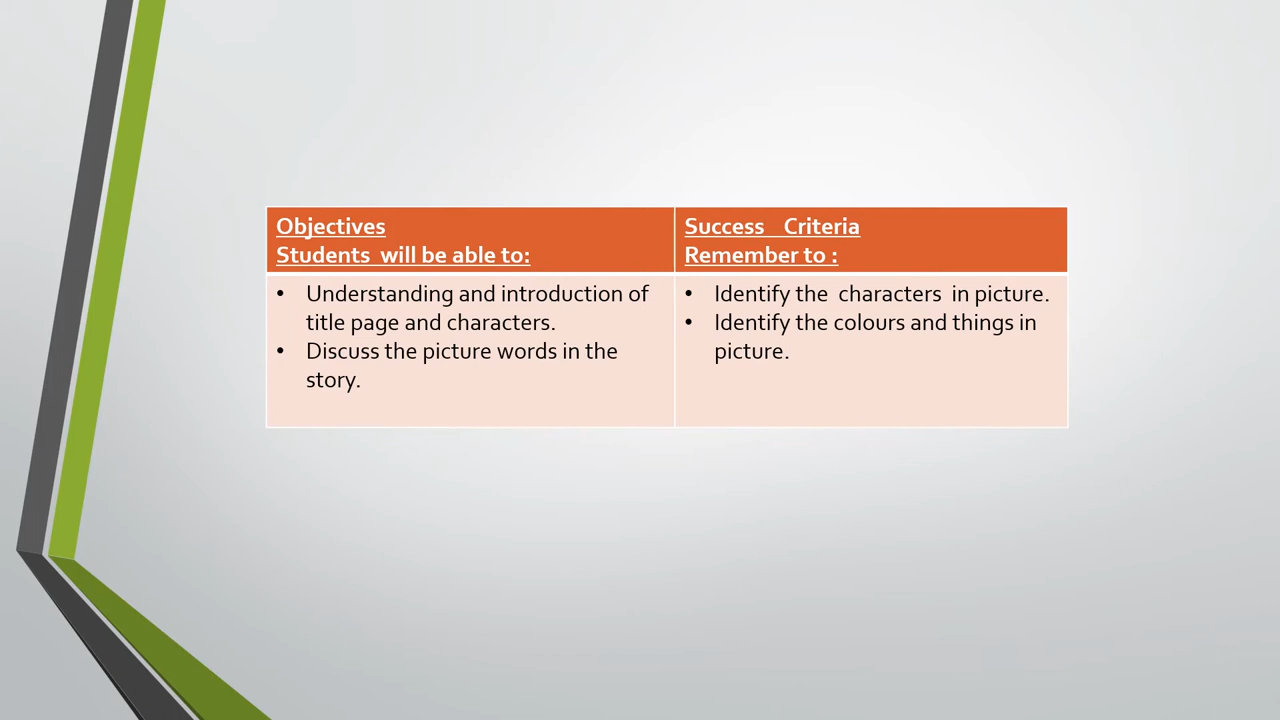 Objectives
Students will be able to:
• Understanding and introduction of
title page and characters.
• Discuss the picture words in the
story.
Success Criteria
Remember to :
• Identify the characters in picture.
• Identify the colours and things in
picture.